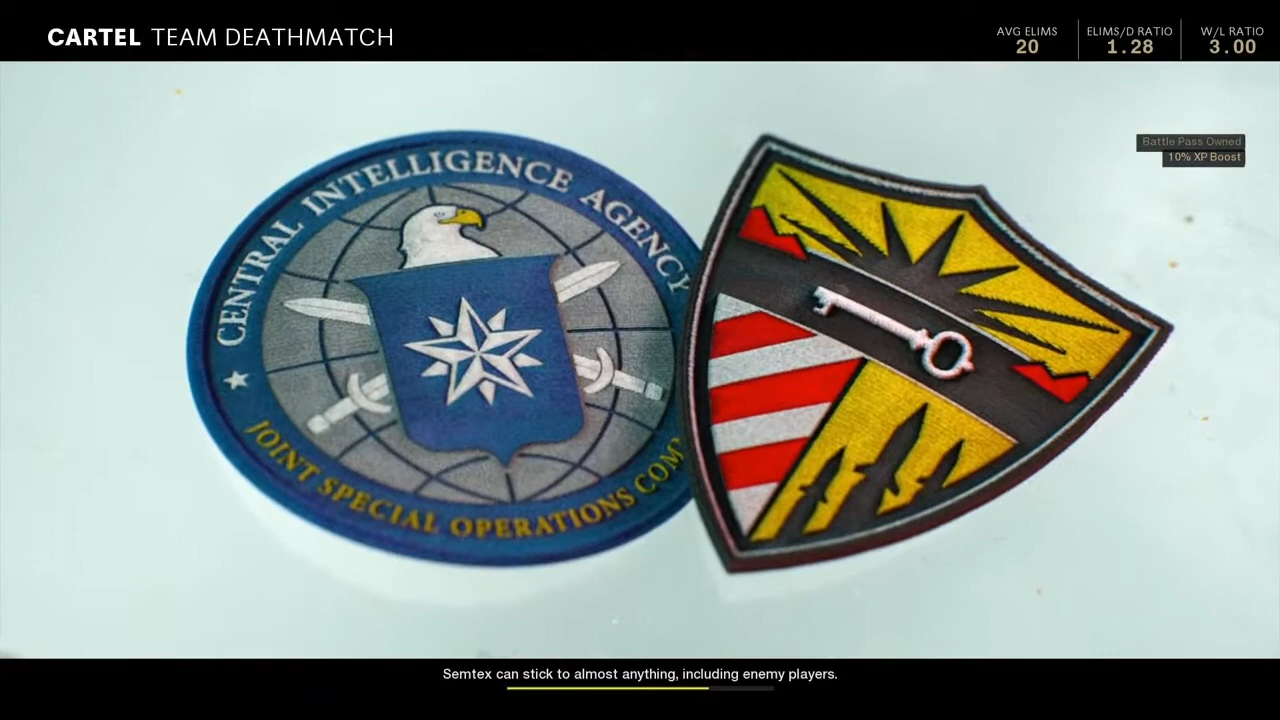 CARTEL TEAM DEATHMATCH
AVG ELIMS
20
ELIMS/D RATIO
1.28
W/L RATIO
3.00
Battle Pass Owned
10% XP Boost
CENTRAL INTELLIGENCE AGENCY
JOINT SPECIAL OPERATIONS COM
Semtex can stick to almost anything, including enemy players.